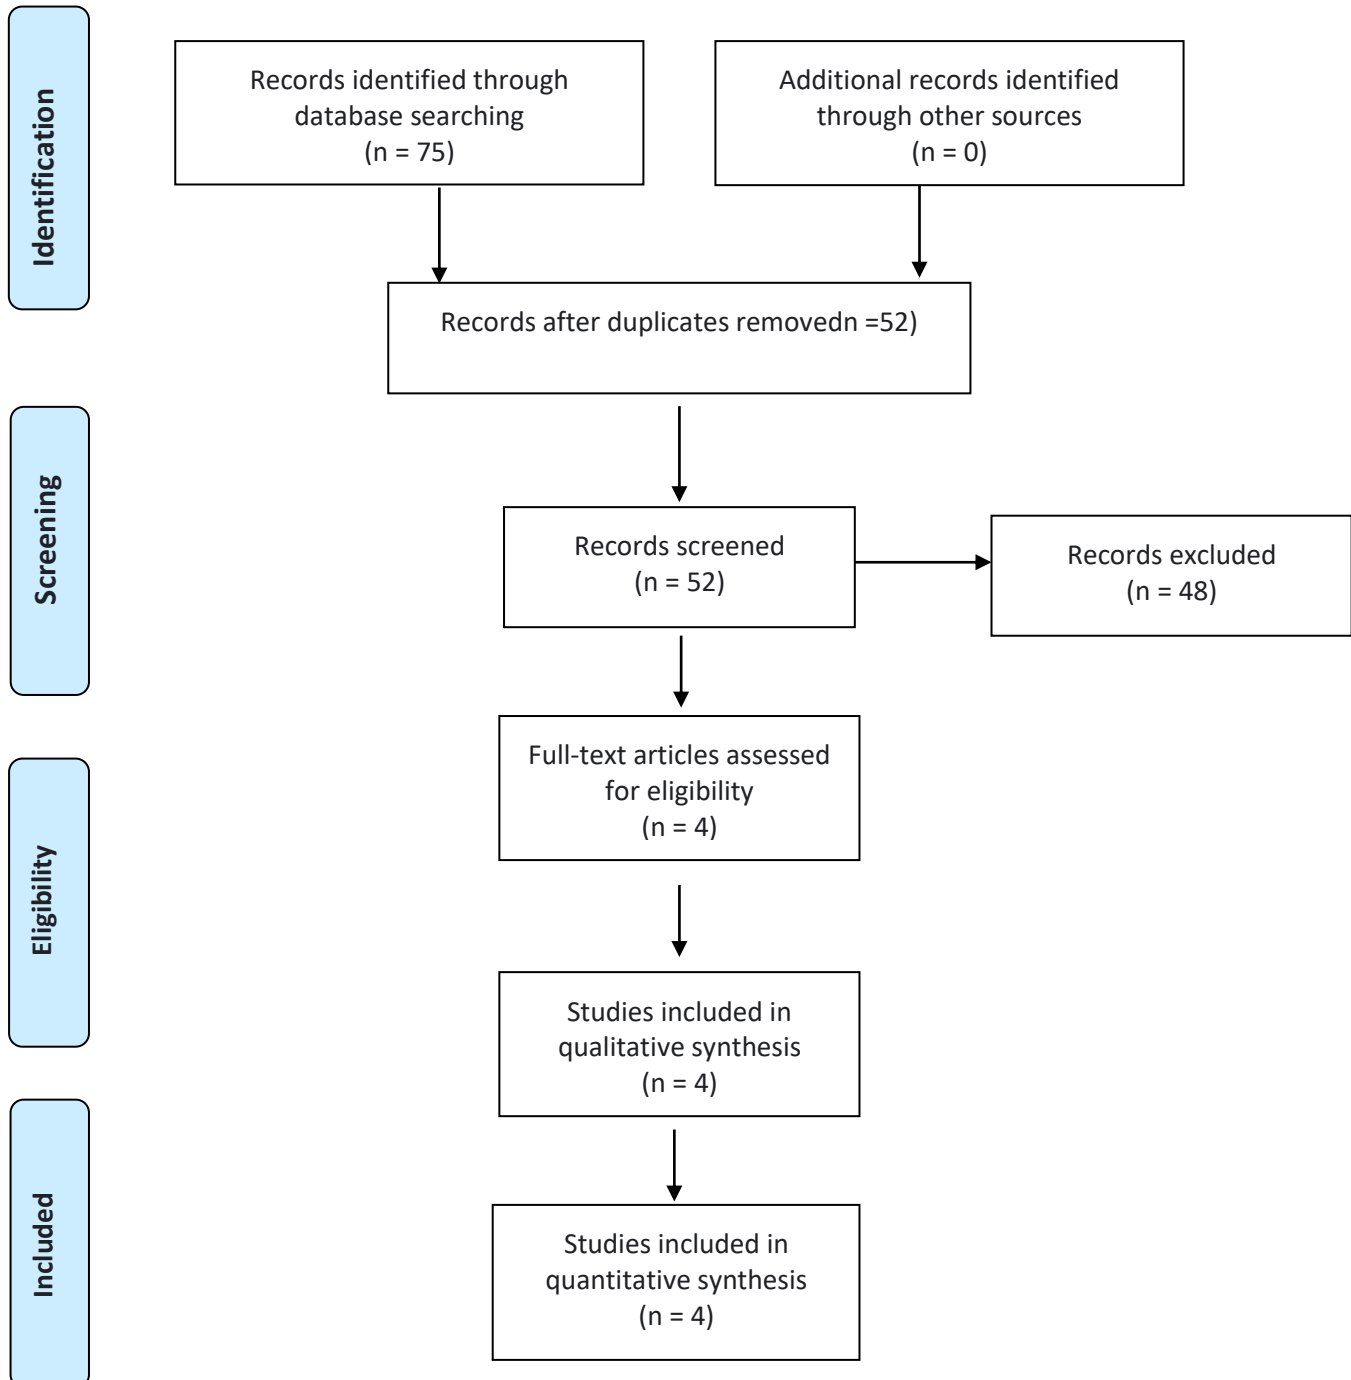 Identification
Records identified through
database searching
(n = 75)
Additional records identified
through other sources
(n = 0)
Records after duplicates removedn =52)
Screening
Records screened
(n = 52)
Records excluded
(n = 48)
Full-text articles assessed
for eligibility
(n = 4)
Eligibility
Studies included in
qualitative synthesis
(n = 4)
Included
Studies included in
quantitative synthesis
(n = 4)